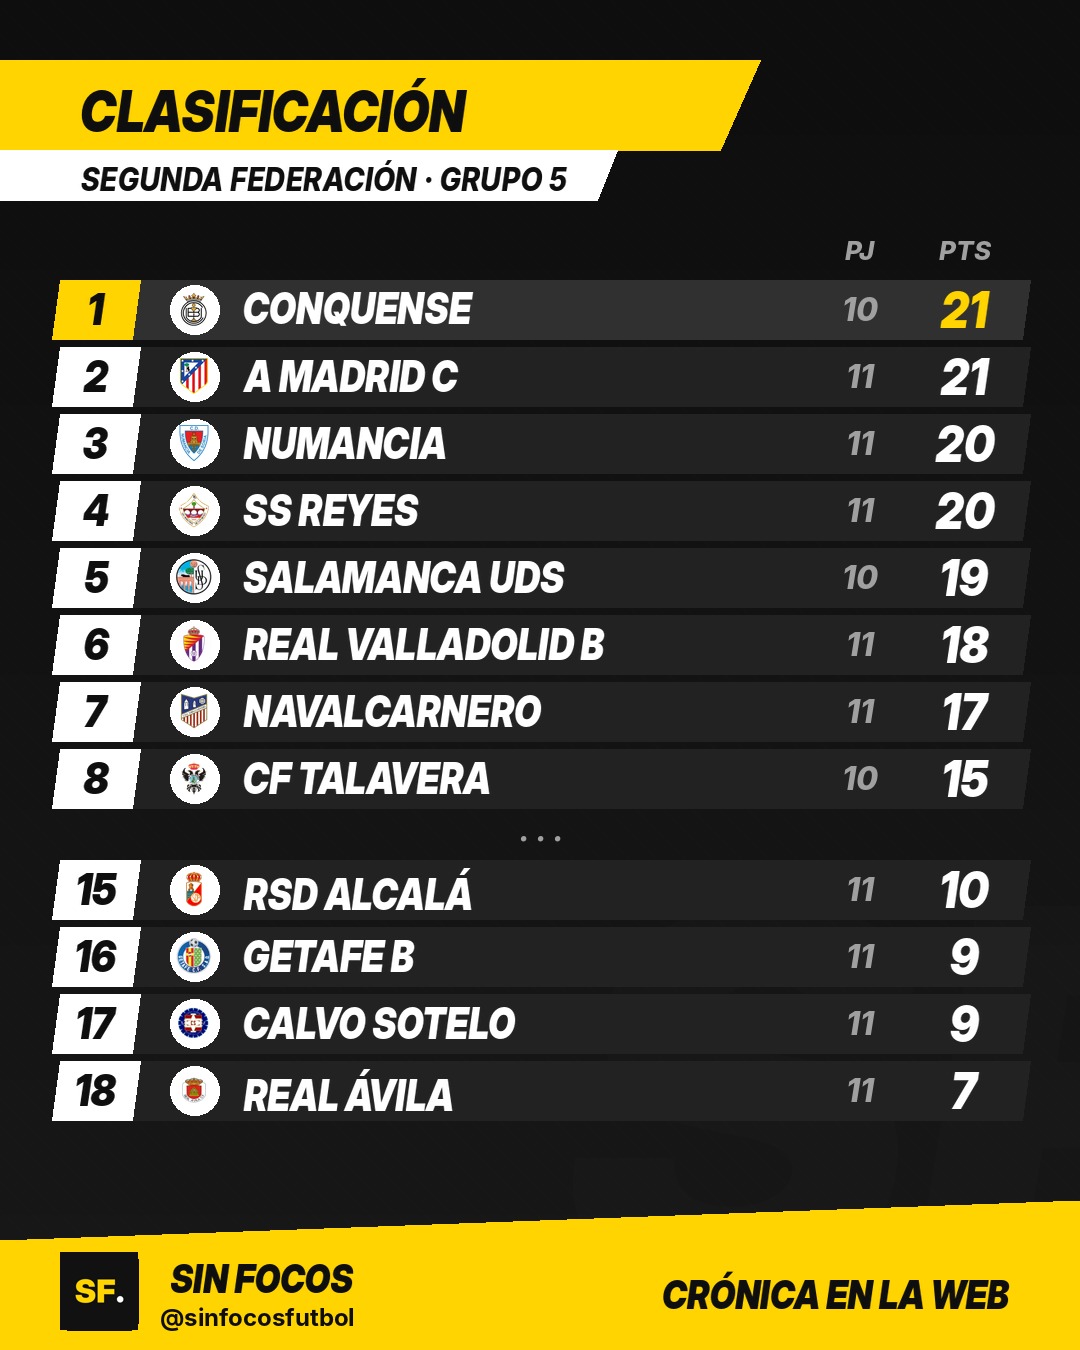 CLASIFICACIÓN
SEGUNDA FEDERACIÓN · GRUPO 5
PJ PTS
1 CONQUENSE 10 21
2 A MADRID C 11 21
3 NUMANCIA 11 20
4 SS REYES 11 20
5 SALAMANCA UDS 10 19
6 REAL VALLADOLID B 11 18
7 NAVALCARNERO 11 17
8 CF TALAVERA 10 15
...
15 RSD ALCALÁ 11 10
16 GETAFE B 11 9
17 CALVO SOTELO 11 9
18 REAL ÁVILA 11 7
SF. SIN FOCOS
@sinfocosfutbol
CRÓNICA EN LA WEB